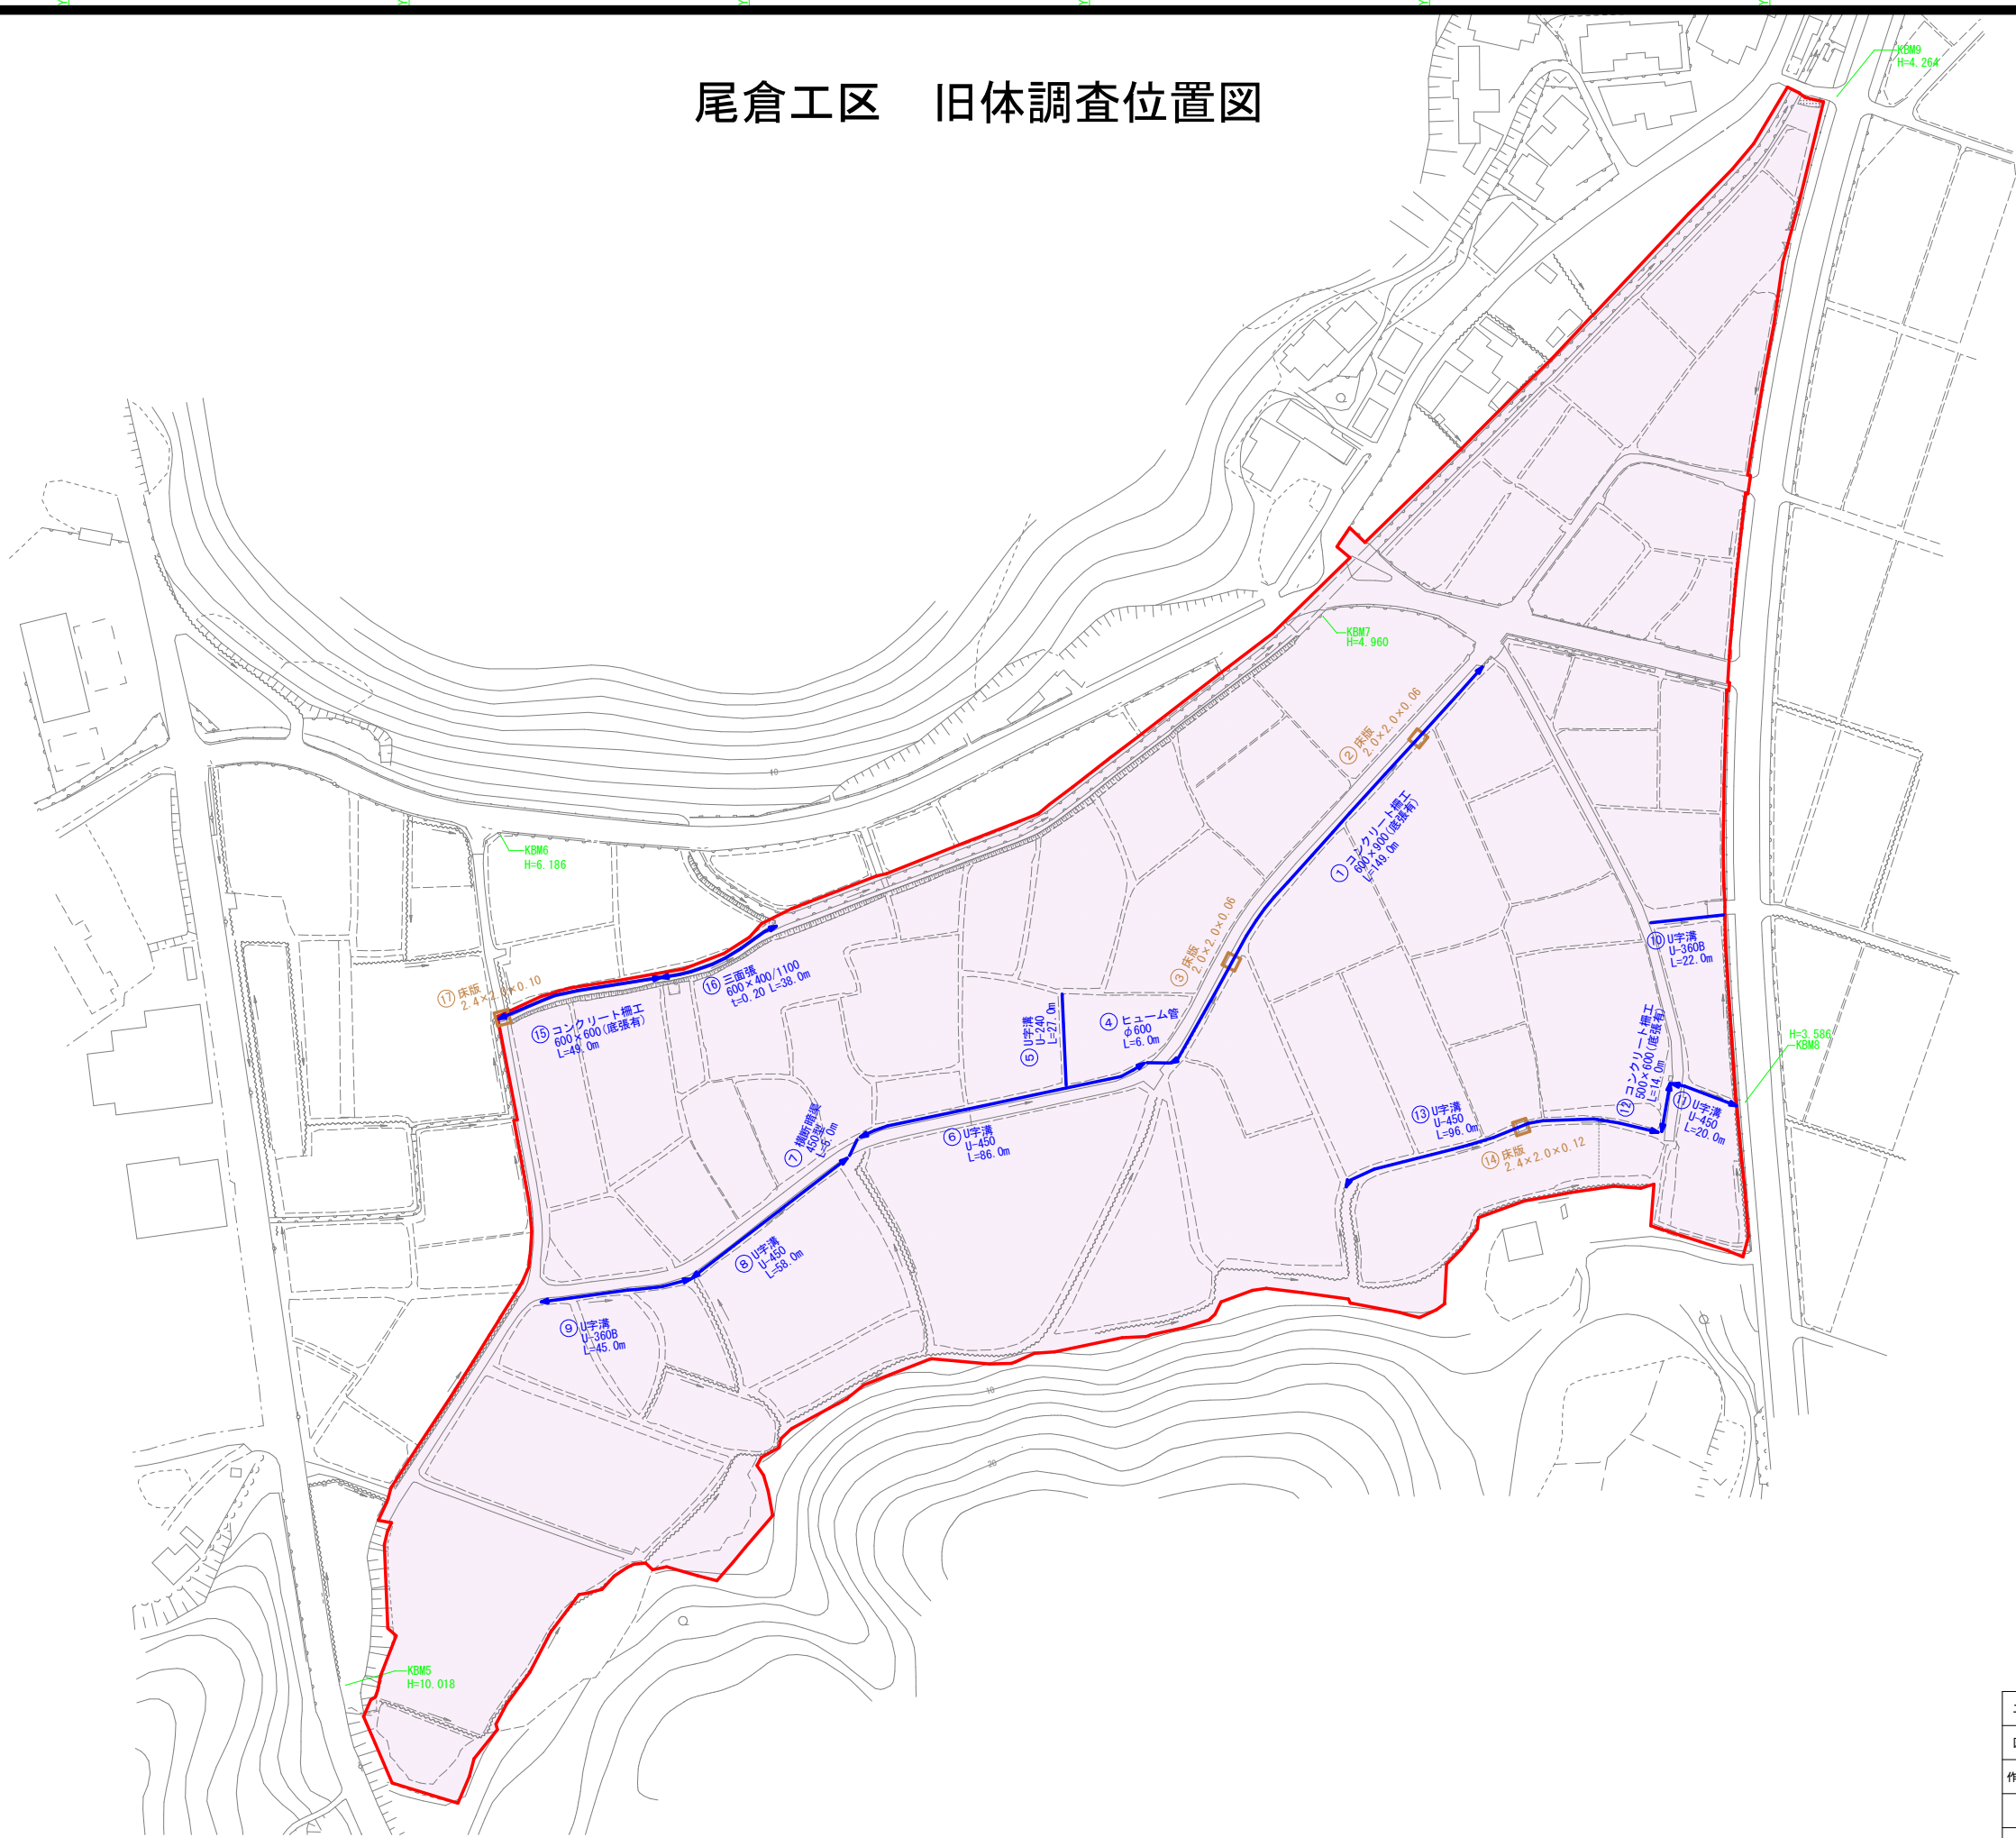 尾倉工区　旧体調査位置図
KBM9
H=4.264
KBM7
H=4.960
② 床版
2.0×2.0×0.06
① コンクリート柵工
600×900(底張有)
L=149.0m
KBM6
H=6.186
③ 床版
2.0×2.0×0.06
⑩ U字溝
U-360B
L=22.0m
⑰ 床版
⑯ 三面張
600×400/1100
t=0.20 L=38.0m
⑮ コンクリート柵工
600×600(底張有)
L=49.0m
⑤ U字溝
U-240
L=27.0m
④ ヒューム管
φ600
L=6.0m
H=3.586
KBM8
⑫ コンクリート柵工
500×600(底張有)
L=14.0m
⑪ U字溝
U-450
L=20.0m
⑬ U字溝
U-450
L=96.0m
⑭ 床版
2.4×2.0×0.12
⑦ 横断暗渠
450型
⑥ U字溝
U-450
L=86.0m
⑧ U字溝
U-450
L=58.0m
⑨ U字溝
U-360B
L=45.0m
10
10
20
KBM5
H=10.018